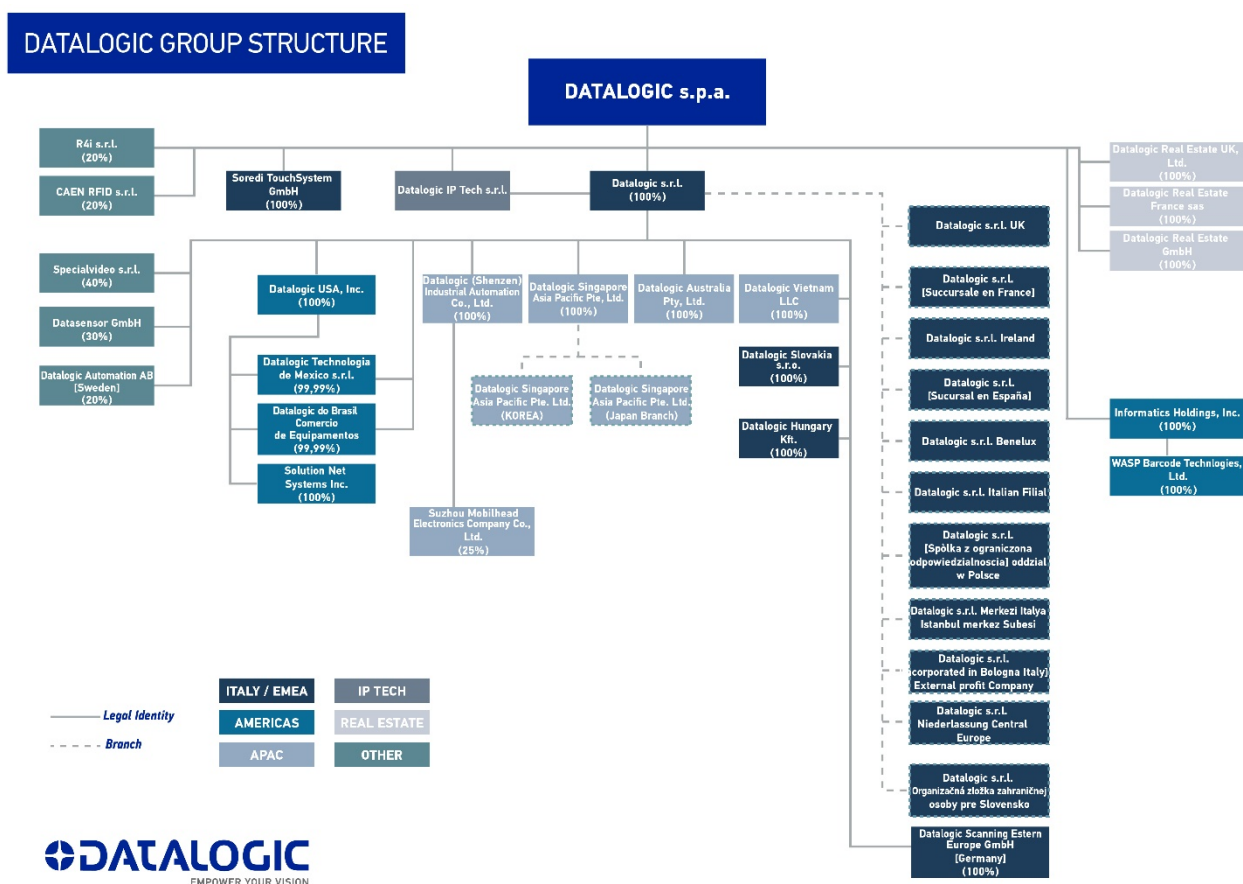 DATALOGIC GROUP STRUCTURE
DATALOGIC s.p.a.
R4i s.r.l.
(20%)
CAEN RFID s.r.l.
(20%)
Soredi TouchSystem
GmbH
(100%)
Datalogic IP Tech s.r.l.
Datalogic s.r.l.
(100%)
Datalogic Real Estate UK,
Ltd.
(100%)
Datalogic Real Estate
France sas
(100%)
Datalogic Real Estate
GmbH
(100%)
Specialvideo s.r.l.
(40%)
Datasensor GmbH
(30%)
Datalogic Automation AB
[Sweden]
(20%)
Datalogic USA, Inc.
(100%)
Datalogic Technologia
de Mexico s.r.l.
(99,99%)
Datalogic do Brasil
Comercio
de Equipamentos
(99,99%)
Solution Net
Systems Inc.
(100%)
Datalogic (Shenzen)
Industrial Automation
Co., Ltd.
(100%)
Datalogic Singapore
Asia Pacific Pte, Ltd.
(100%)
Datalogic Australia
Pty, Ltd.
(100%)
Datalogic Vietnam
LLC
(100%)
Datalogic Singapore
Asia Pacific Pte. Ltd.
(KOREA)
Datalogic Singapore
Asia Pacific Pte. Ltd.
(Japan Branch)
Datalogic Slovakia
s.r.o.
(100%)
Datalogic Hungary
Kft.
(100%)
Suzhou Mobilhead
Electronics Company Co.,
Ltd.
(25%)
Datalogic s.r.l. UK
Datalogic s.r.l
[Succursale en France]
Datalogic s.r.l. Ireland
Datalogic s.r.l
[Sucursal en España]
Datalogic s.r.l. Benelux
Datalogic s.r.l. Italian Filial
Datalogic s.r.l.
[Spòlka z ograniczona
odpowiedzialnoscia] oddzial
w Polsce
Datalogic s.r.l. Merkezi Italya
Istanbul merkez Subesi
Datalogic s.r.l.
ncorporated in Bologna Italy]
External profit Company
Datalogic s.r.l.
Niederlassung Central
Europe
Datalogic s.r.l.
Organizačná zložka zahraničnej
osoby pre Slovensko
Datalogic Scanning Estern
Europe GmbH
[Germany]
(100%)
Informatics Holdings, Inc.
(100%)
WASP Barcode Technlogies,
Ltd.
(100%)
Legal Identity
Branch
ITALY / EMEA
IP TECH
AMERICAS
REAL ESTATE
APAC
OTHER
DATALOGIC
EMPOWER YOUR VISION